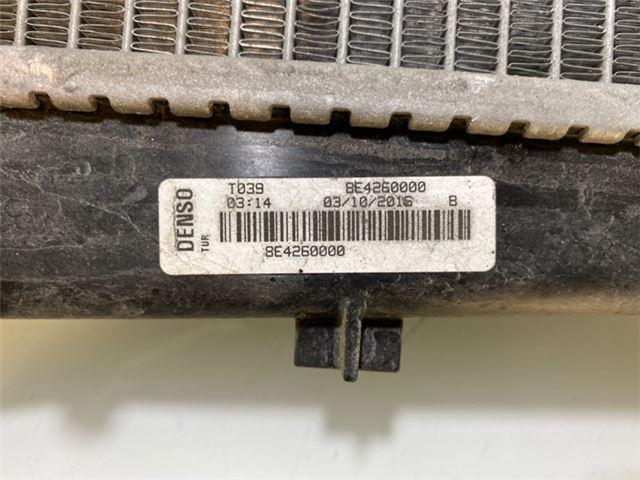 DENSO
TUR
T039 8E4260000
03:14 03/10/2016 B
8E4260000